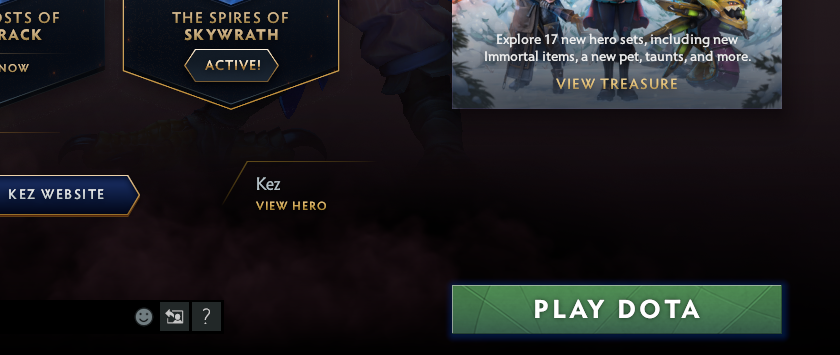 THE SPIRES OF
SKYWRATH
ACTIVE!
OSTS OF
RACK
NOW
Explore 17 new hero sets, including new
Immortal items, a new pet, taunts, and more.
VIEW TREASURE
KEZ WEBSITE
Kez
VIEW HERO
?
PLAY DOTA